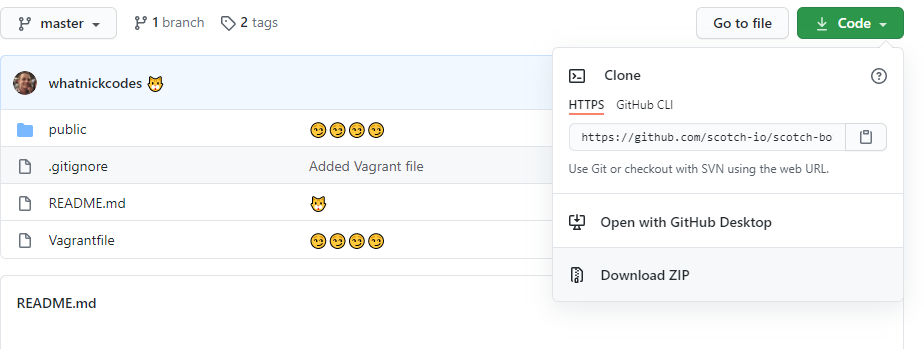 master
1 branch
2 tags
Go to file
Code
whatnickcodes
public
.gitignore
Added Vagrant file
README.md
Vagrantfile
README.md
Clone
HTTPS
GitHub CLI
https://github.com/scotch-io/scotch-bo
Use Git or checkout with SVN using the web URL.
Open with GitHub Desktop
Download ZIP